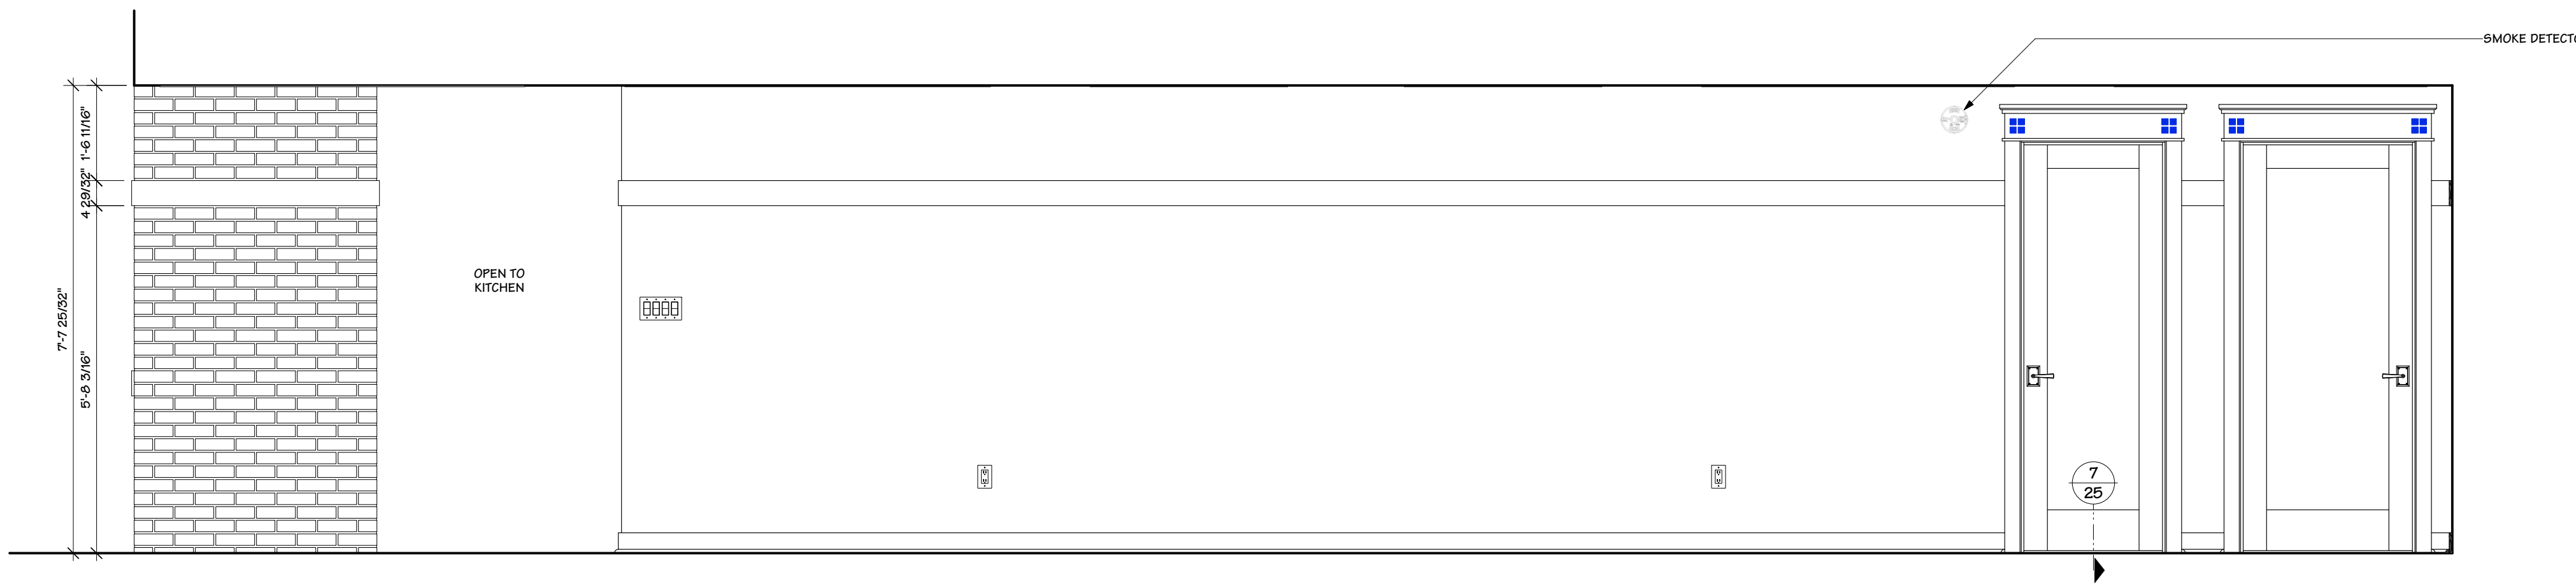 SMOKE DETECTO
1'-6 11/16"
4 29/32"
7'-7 25/32"
5'-8 3/16"
OPEN TO
KITCHEN
7
25